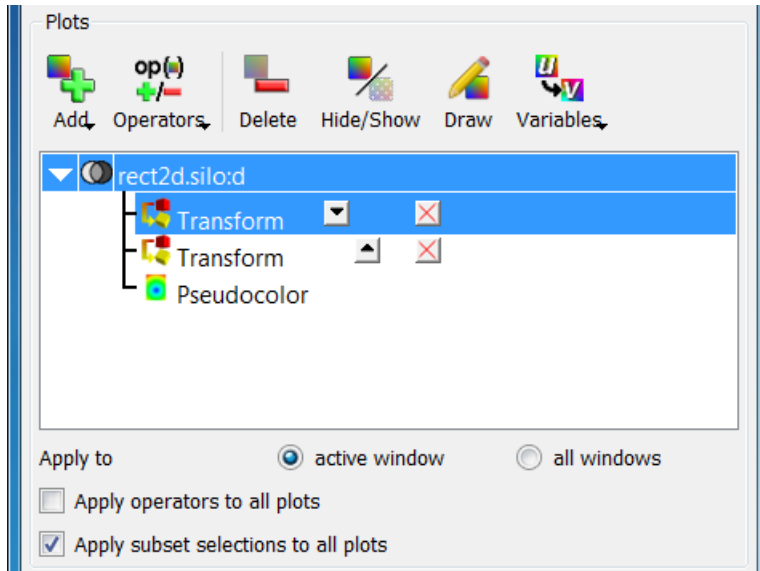 Plots
op(▪)
Add Operators Delete Hide/Show Draw Variables
rect2d.silo:d
Transform
Transform
Pseudocolor
Apply to active window all windows
Apply operators to all plots
Apply subset selections to all plots